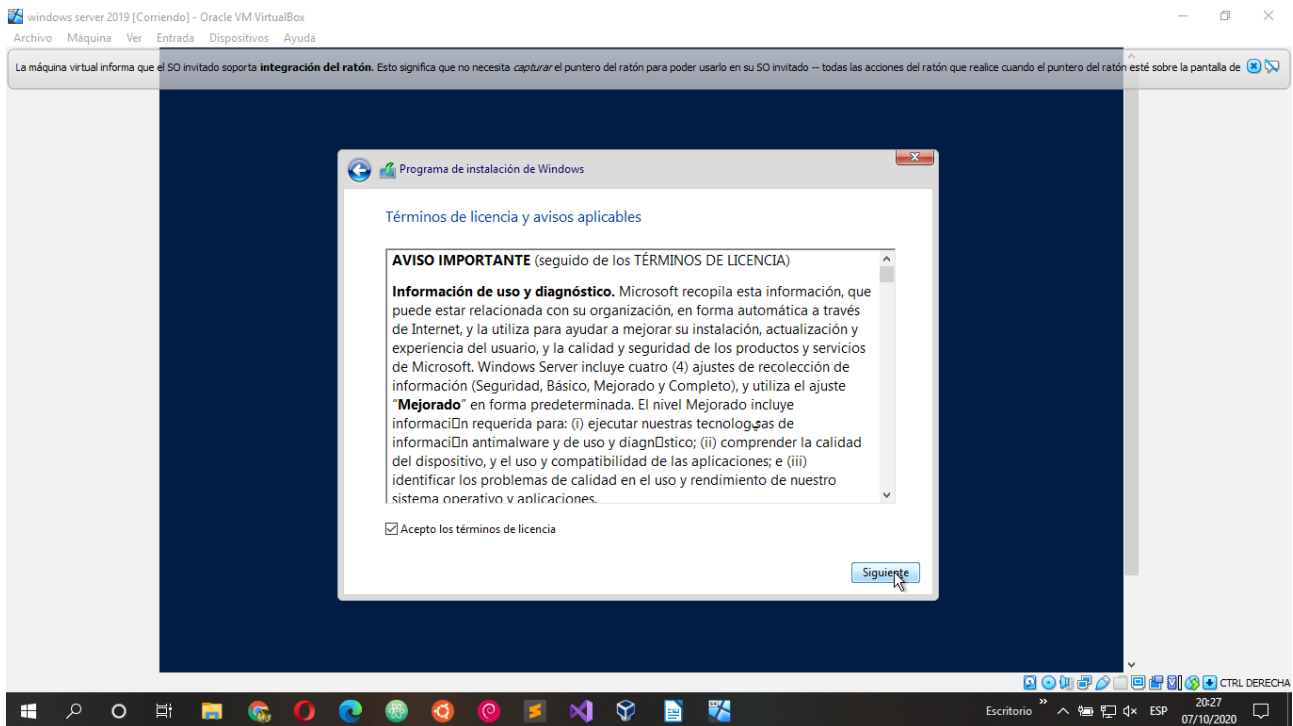 windows server 2019 [Corriendo] - Oracle VM VirtualBox
Archivo Máquina Ver Entrada Dispositivos Ayuda
La máquina virtual informa que el SO invitado soporta integración del ratón. Esto significa que no necesita capturar el puntero del ratón para poder usarlo en su SO invitado -- todas las acciones del ratón que realice cuando el puntero del ratón esté sobre la pantalla de
Programa de instalación de Windows
Términos de licencia y avisos aplicables
AVISO IMPORTANTE (seguido de los TÉRMINOS DE LICENCIA)
Información de uso y diagnóstico. Microsoft recopila esta información, que
puede estar relacionada con su organización, en forma automática a través
de Internet, y la utiliza para ayudar a mejorar su instalación, actualización y
experiencia del usuario, y la calidad y seguridad de los productos y servicios
de Microsoft. Windows Server incluye cuatro (4) ajustes de recolección de
información (Seguridad, Básico, Mejorado y Completo), y utiliza el ajuste
“Mejorado” en forma predeterminada. El nivel Mejorado incluye
informaci□n requerida para: (i) ejecutar nuestras tecnologيas de
informaci□n antimalware y de uso y diagn□stico; (ii) comprender la calidad
del dispositivo, y el uso y compatibilidad de las aplicaciones; e (iii)
identificar los problemas de calidad en el uso y rendimiento de nuestro
sistema operativo y aplicaciones.
Acepto los términos de licencia
Siguiente
CTRL DERECHA
Escritorio
ESP
20:27
07/10/2020